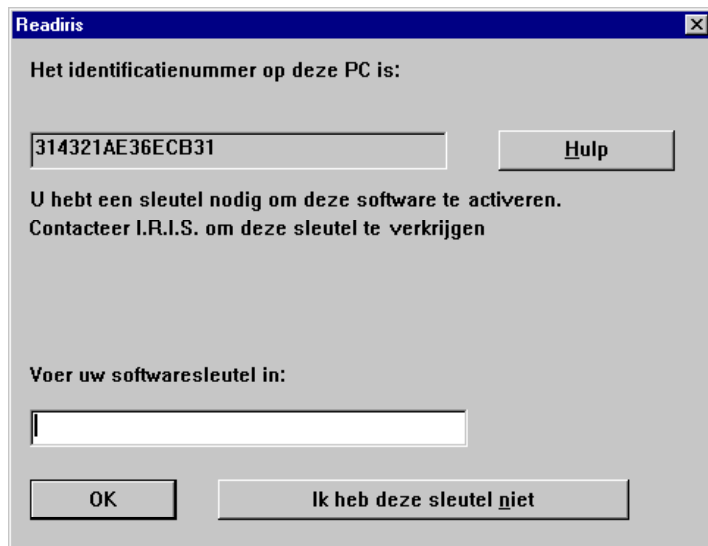 Readiris
Het identificatienummer op deze PC is:
314321AE36ECB31
Hulp
U hebt een sleutel nodig om deze software te activeren.
Contacteer I.R.I.S. om deze sleutel te verkrijgen
Voer uw softwaresleutel in:
OK
Ik heb deze sleutel niet